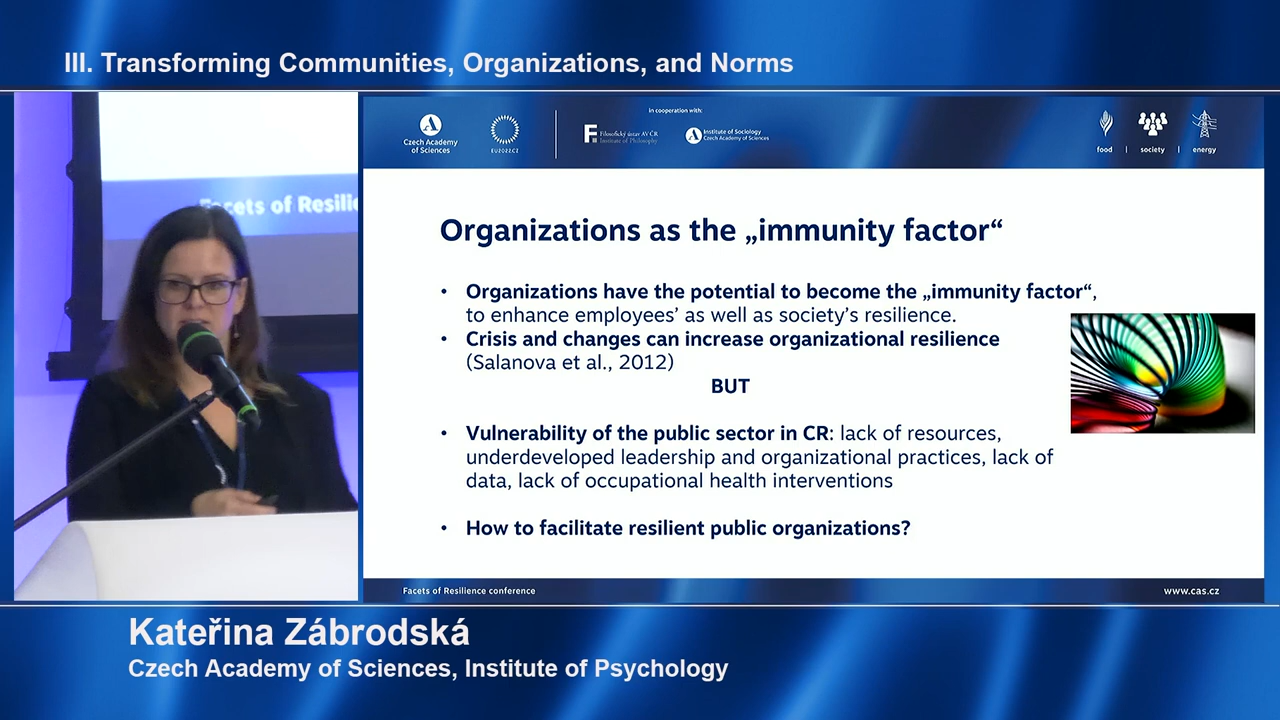 III. Transforming Communities, Organizations, and Norms
Facets of Resilie
In cooperation with:
Czech Academy
of Sciences
EU2022.CZ
Filosofický ústav AV ČR
Institute of Philosophy
Institute of Sociology
Czech Academy of Sciences
food | society | energy
Organizations as the „immunity factor“
• Organizations have the potential to become the „immunity factor“,
to enhance employees’ as well as society’s resilience.
• Crisis and changes can increase organizational resilience
(Salanova et al., 2012)
BUT
• Vulnerability of the public sector in CR: lack of resources,
underdeveloped leadership and organizational practices, lack of
data, lack of occupational health interventions
• How to facilitate resilient public organizations?
Facets of Resilience conference
www.cas.cz
Kateřina Zábrodská
Czech Academy of Sciences, Institute of Psychology